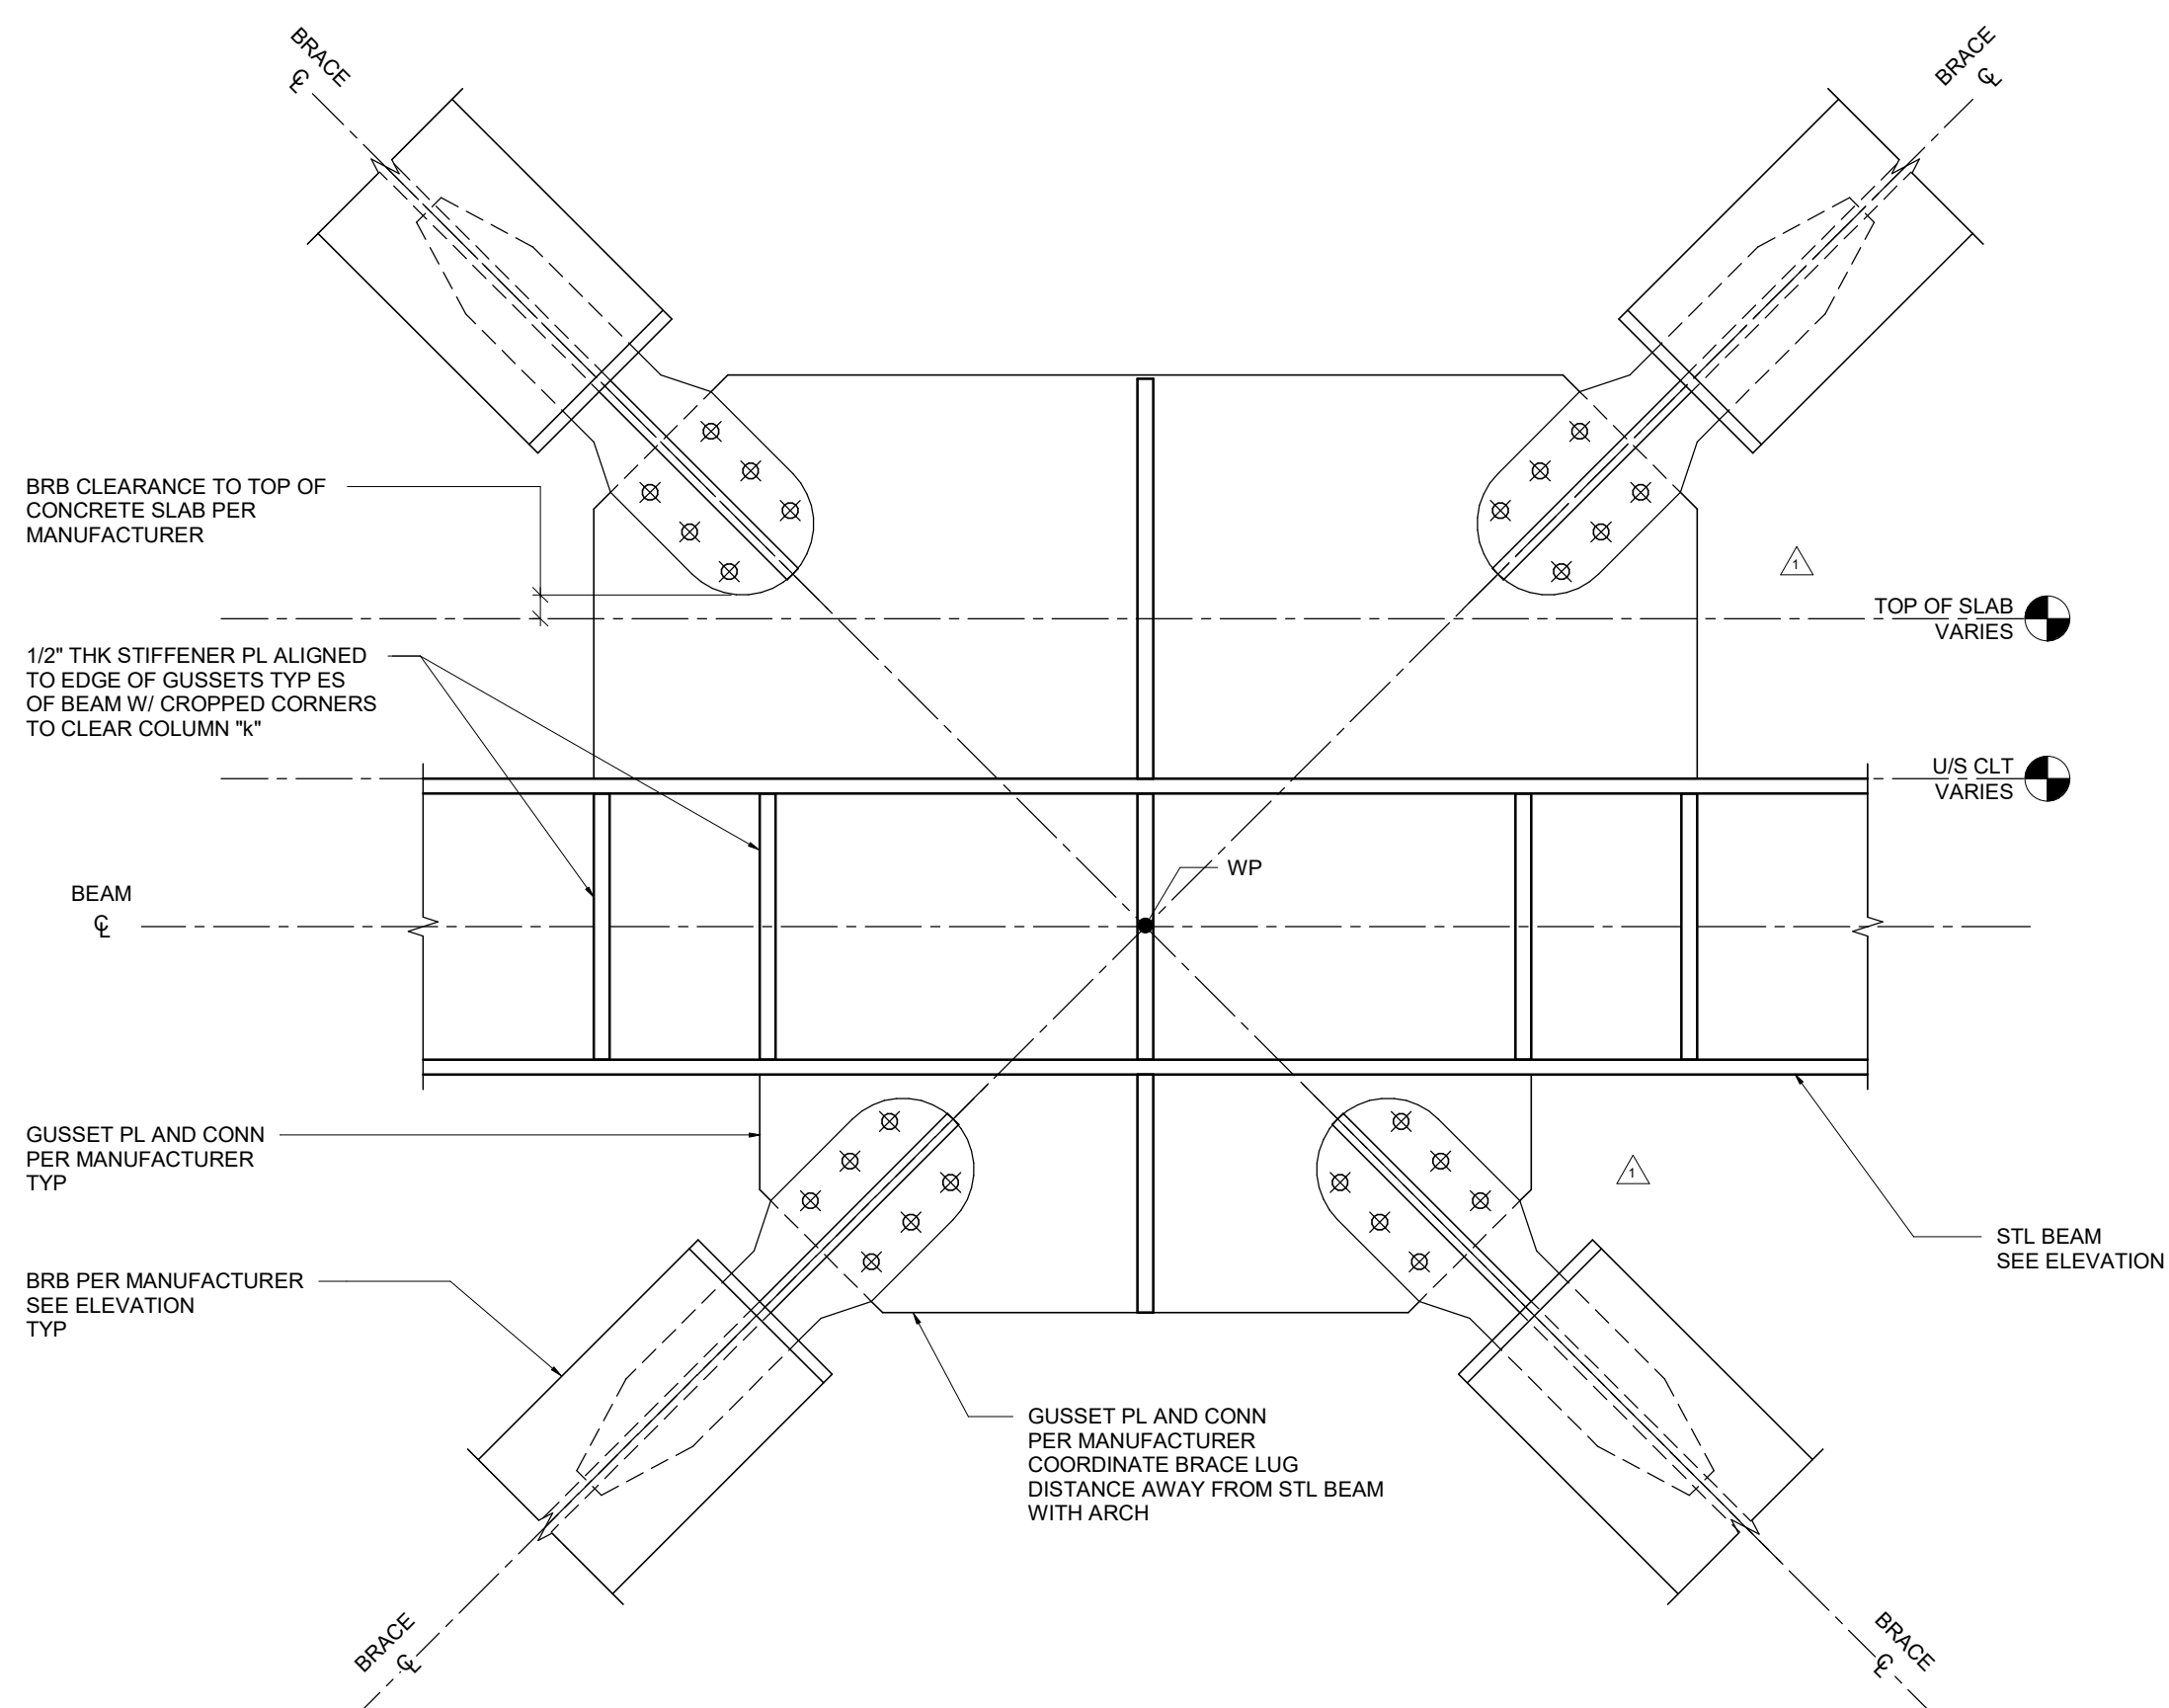 BRACE
℄
BRACE
℄
BRB CLEARANCE TO TOP OF
CONCRETE SLAB PER
MANUFACTURER
1
TOP OF SLAB
VARIES
1/2" THK STIFFENER PL ALIGNED
TO EDGE OF GUSSETS TYP ES
OF BEAM W/ CROPPED CORNERS
TO CLEAR COLUMN "k"
U/S CLT
VARIES
WP
BEAM
℄
GUSSET PL AND CONN
PER MANUFACTURER
TYP
1
STL BEAM
SEE ELEVATION
BRB PER MANUFACTURER
SEE ELEVATION
TYP
GUSSET PL AND CONN
PER MANUFACTURER
COORDINATE BRACE LUG
DISTANCE AWAY FROM STL BEAM
WITH ARCH
BRACE
℄
BRACE
℄